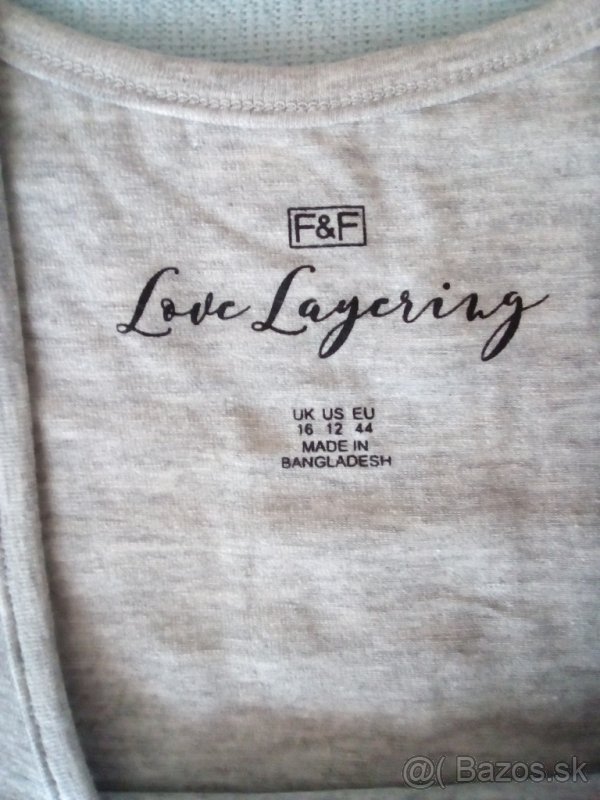 F&F
Love Layering
UK US EU
16 12 44
MADE IN
BANGLADESH
@( Bazos.sk